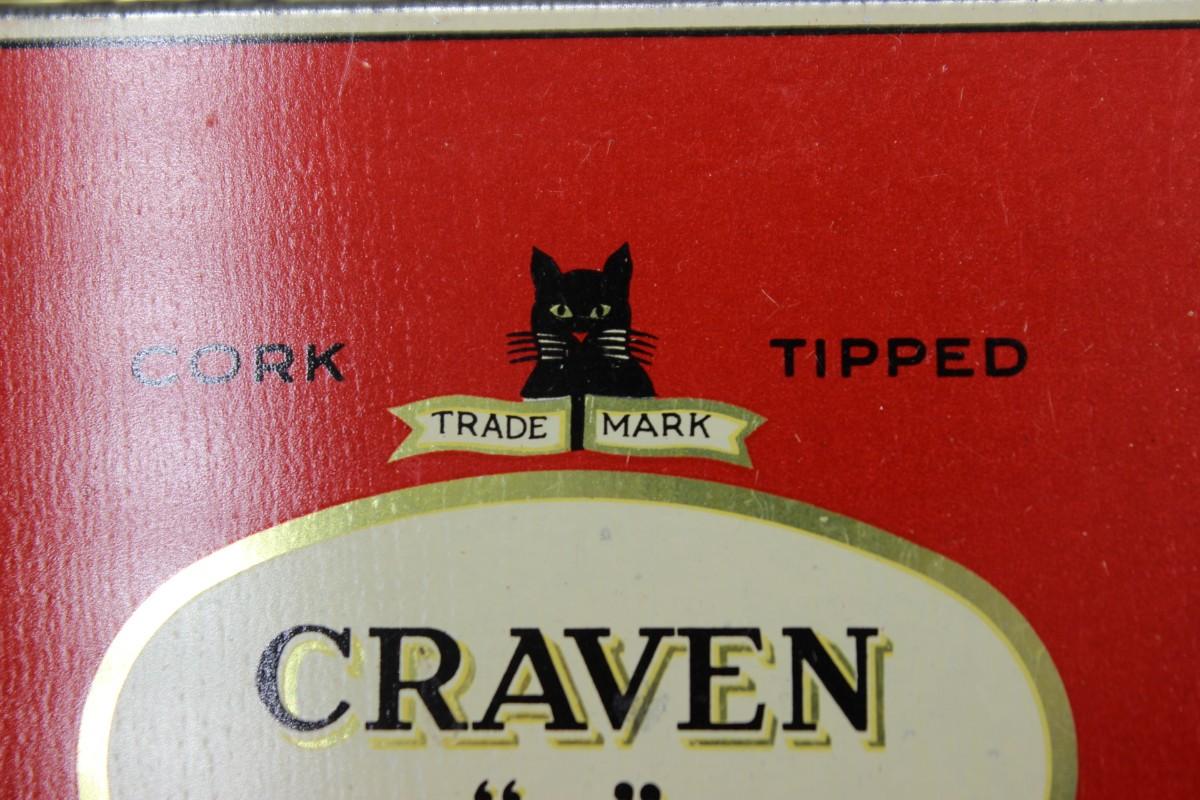 CORK TIPPED
TRADE MARK
CRAVEN
“ ”